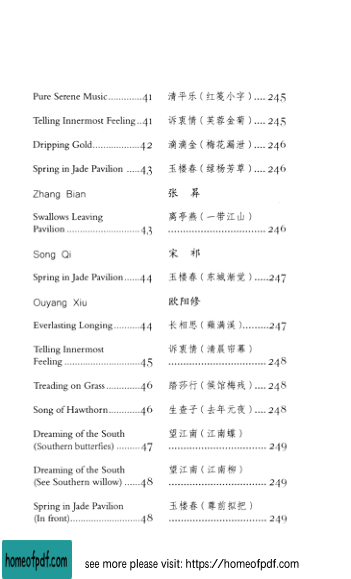 Pure Serene Music.............41 清平乐（红笺小字）.... 245
Telling Innermost Feeling..41 诉衷情（芙蓉金菊）.... 245
Dripping Gold..................42 滴滴金（梅花漏泄）.... 246
Spring in Jade Pavilion .....43 玉楼春（绿杨芳草）.... 246
Zhang Bian 张 昇
Swallows Leaving 离亭燕（一带江山）
Pavilion ............................43 .................................. 246
Song Qi 宋 祁
Spring in Jade Pavilion......44 玉楼春（东城渐觉）.....247
Ouyang Xiu 欧阳修
Everlasting Longing..........44 长相思（蘋满溪）.........247
Telling Innermost 诉衷情（清晨帘幕）
Feeling .............................45 .................................. 248
Treading on Grass.............46 踏莎行（候馆梅残）.... 248
Song of Hawthorn............46 生查子（去年元夜）.... 248
Dreaming of the South 望江南（江南蝶）
(Southern butterfies) .........47 .................................. 249
Dreaming of the South 望江南（江南柳）
(See Southern willow) ......48 .................................. 249
Spring in Jade Pavilion 玉楼春（尊前拟把）
(In front)...........................48 .................................. 249
homeofpdf.com see more please visit: https://homeofpdf.com